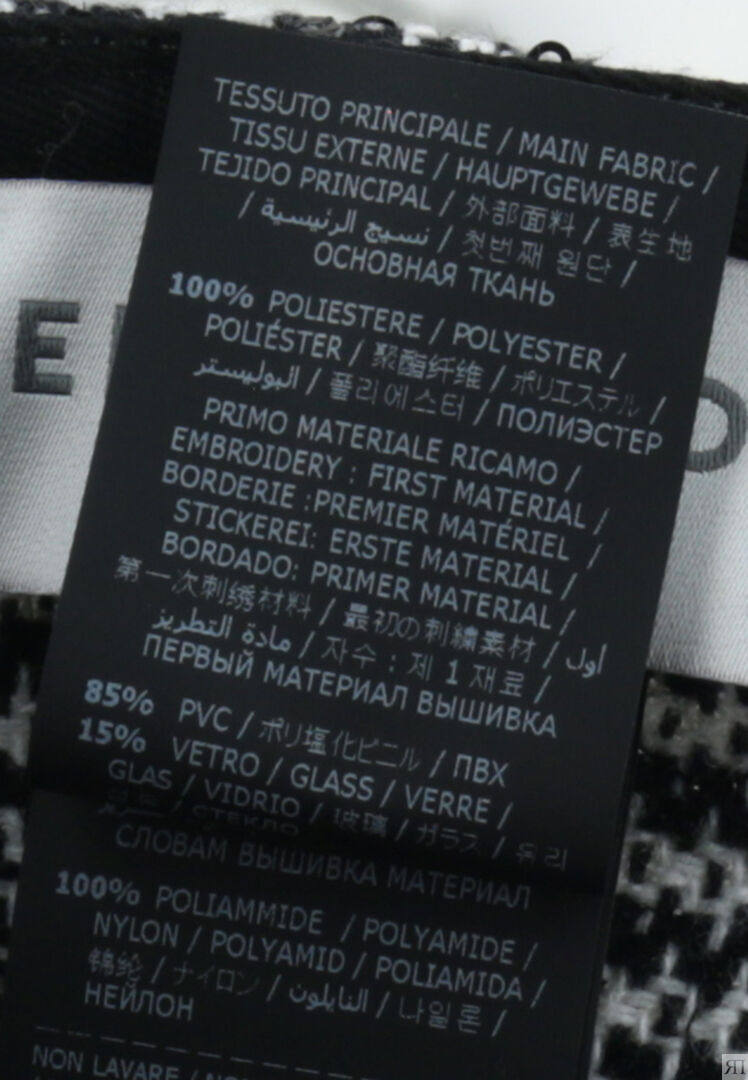 TESSUTO PRINCIPALE / MAIN FABRIC /
TISSU EXTERNE / HAUPTGEWEBE /
TEJIDO PRINCIPAL / 外部面料 / 表生地
/ نسيج الرئيسية / 첫번째 원단 /
ОСНОВНАЯ ТКАНЬ
100% POLIESTERE / POLYESTER /
POLIÉSTER / 聚酯纤维 / ポリエステル /
البوليستر / 폴리에스터 / ПОЛИЭСТЕР
PRIMO MATERIALE RICAMO /
EMBROIDERY : FIRST MATERIAL /
BORDERIE :PREMIER MATÉRIEL /
STICKEREI: ERSTE MATERIAL /
BORDADO: PRIMER MATERIAL /
第一次刺绣材料 / 最初の刺繍素材 / أول
مادة التطريز / 자수 : 제 1 재료 /
ПЕРВЫЙ МАТЕРИАЛ ВЫШИВКА
85% PVC / ポリ塩化ビニル / ПВХ
15% VETRO / GLASS / VERRE /
GLAS / VIDRIO / 玻璃 / ガラス / 유리
/ СТЕКЛО
СЛОВАМ ВЫШИВКА МАТЕРИАЛ
100% POLIAMMIDE / POLYAMIDE /
NYLON / POLYAMID / POLIAMIDA /
锦纶 / ナイロン / النايلون / 나일론 /
НЕЙЛОН
NON LAVARE /
E
O
ЯП